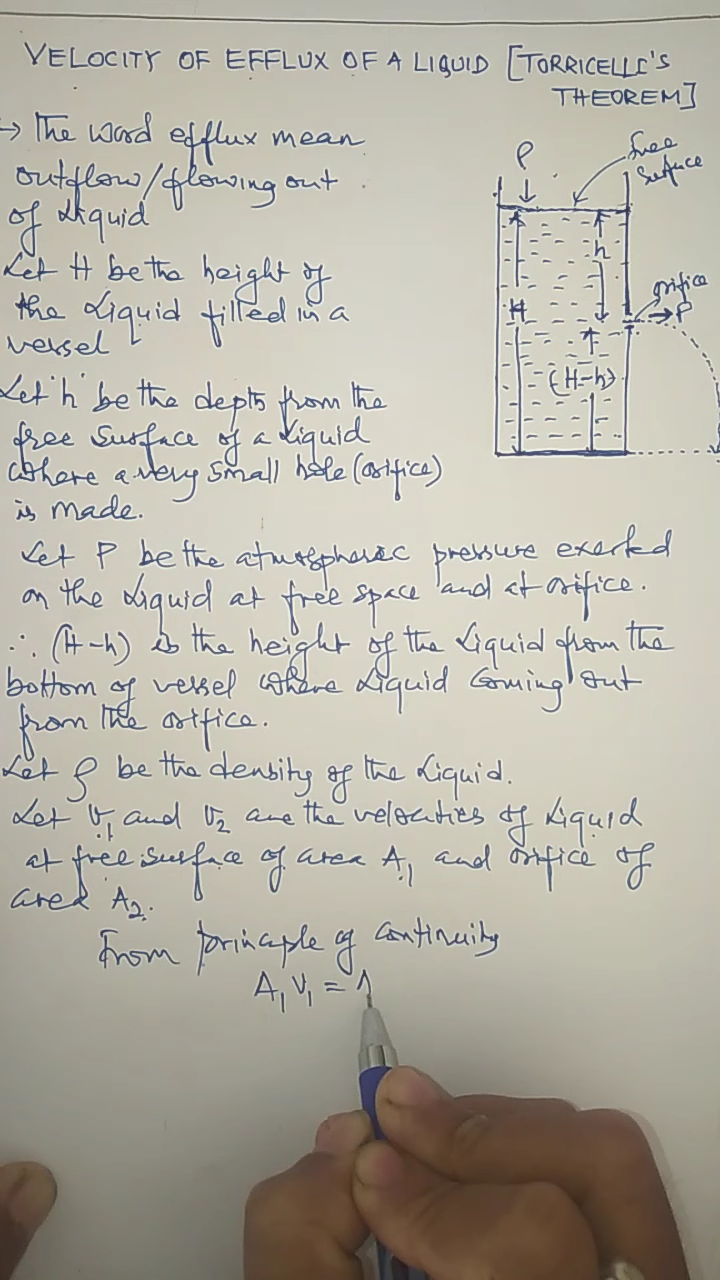 VELOCITY OF EFFLUX OF A LIQUID [TORRICELLI'S
THEOREM]
→ The word efflux mean
outflow/flowing out
of Liquid
Let H be the height of
the Liquid filled in a
vessel
Let 'h' be the depth from the
free surface of a Liquid
where a very small hole (orifice)
is made.
P
free
surface
h
H
orifice
P
(H-h)
Let P be the atmospheric pressure exerted
on the Liquid at free space and at orifice.
∴ (H-h) is the height of the Liquid from the
bottom of vessel where Liquid coming out
from the orifice.
Let ρ be the density of the Liquid.
Let V₁ and V₂ are the velocities of Liquid
at free surface of area A₁ and orifice of
area A₂.
From principle of continuity
A₁ V₁ =